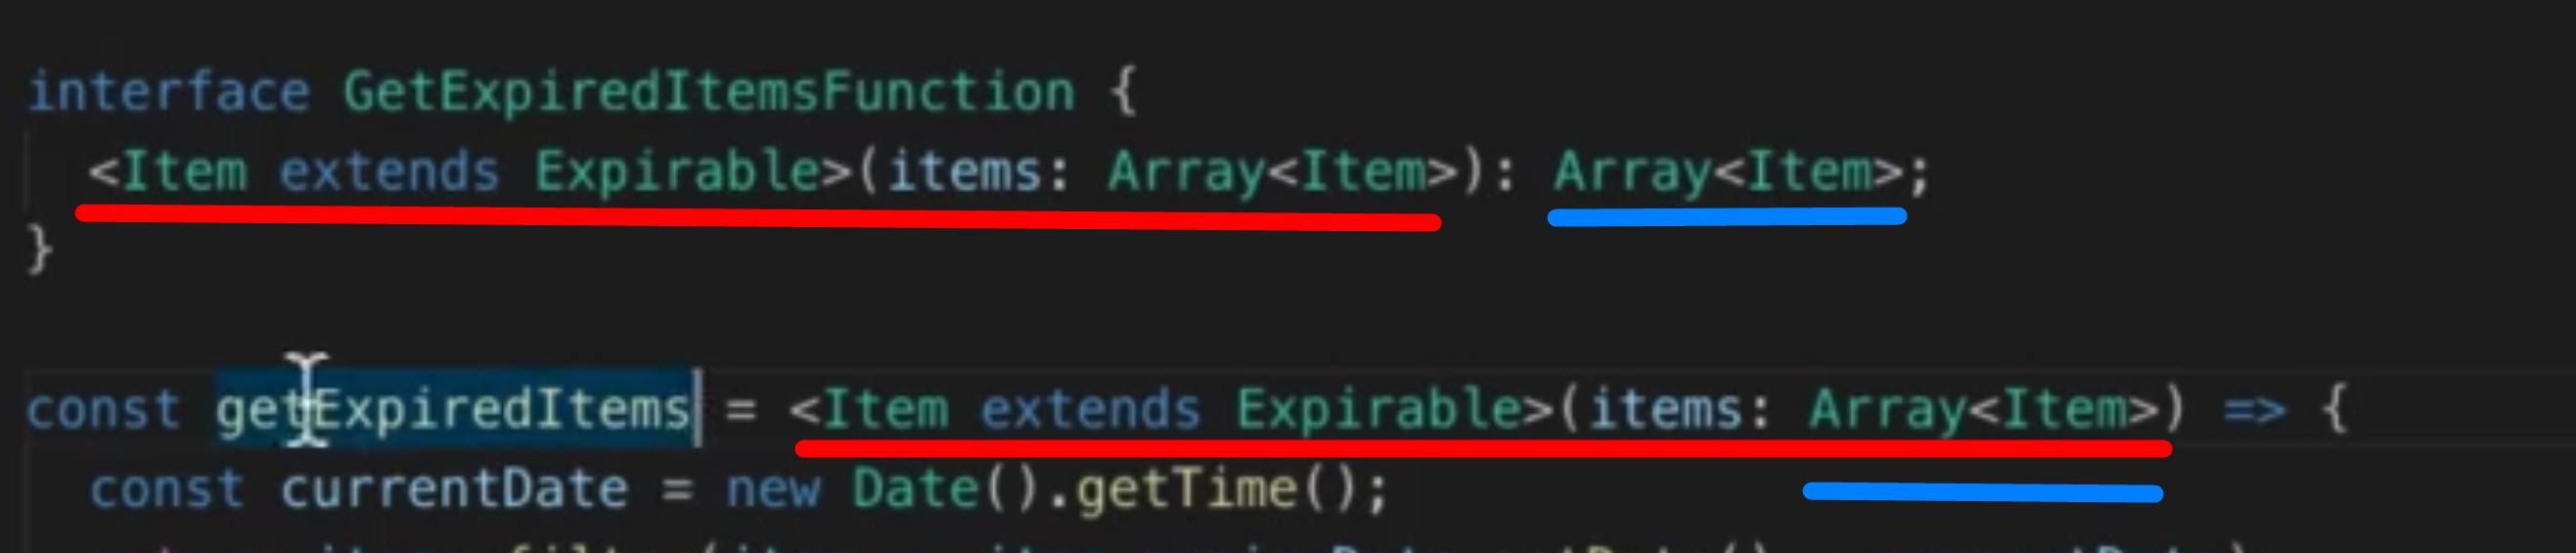 interface GetExpiredItemsFunction {
<Item extends Expirable>(items: Array<Item>): Array<Item>;
}
const getExpiredItems = <Item extends Expirable>(items: Array<Item>) => {
const currentDate = new Date().getTime();